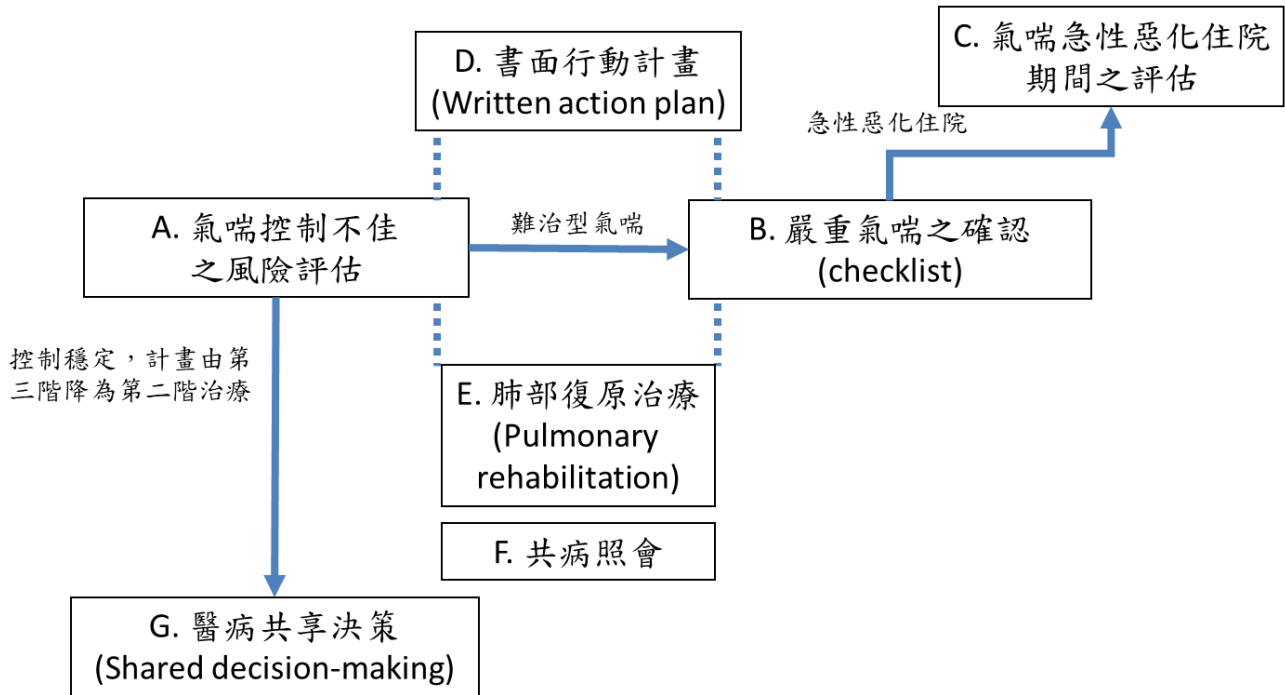 C. 氣喘急性惡化住院
期間之評估
D. 書面行動計畫
(Written action plan)
急性惡化住院
A. 氣喘控制不佳
之風險評估
難治型氣喘
B. 嚴重氣喘之確認
(checklist)
控制穩定，計畫由第
三階降為第二階治療
E. 肺部復原治療
(Pulmonary
rehabilitation)
F. 共病照會
G. 醫病共享決策
(Shared decision-making)